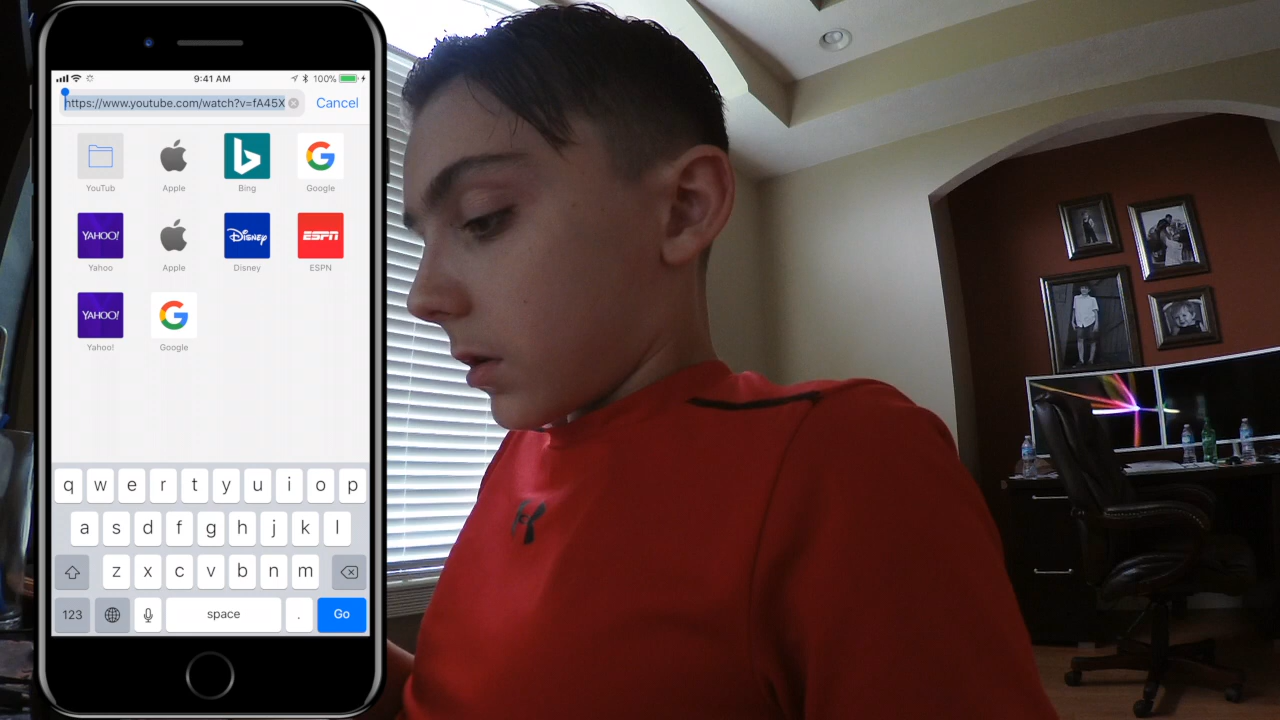 9:41 AM 100%
https://www.youtube.com/watch?v=fA45X Cancel
YouTub Apple Bing Google
YAHOO! Disney ESPN
Yahoo Apple Disney ESPN
YAHOO!
Yahoo! Google
q w e r t y u i o p
a s d f g h j k l
z x c v b n m
123 space . Go